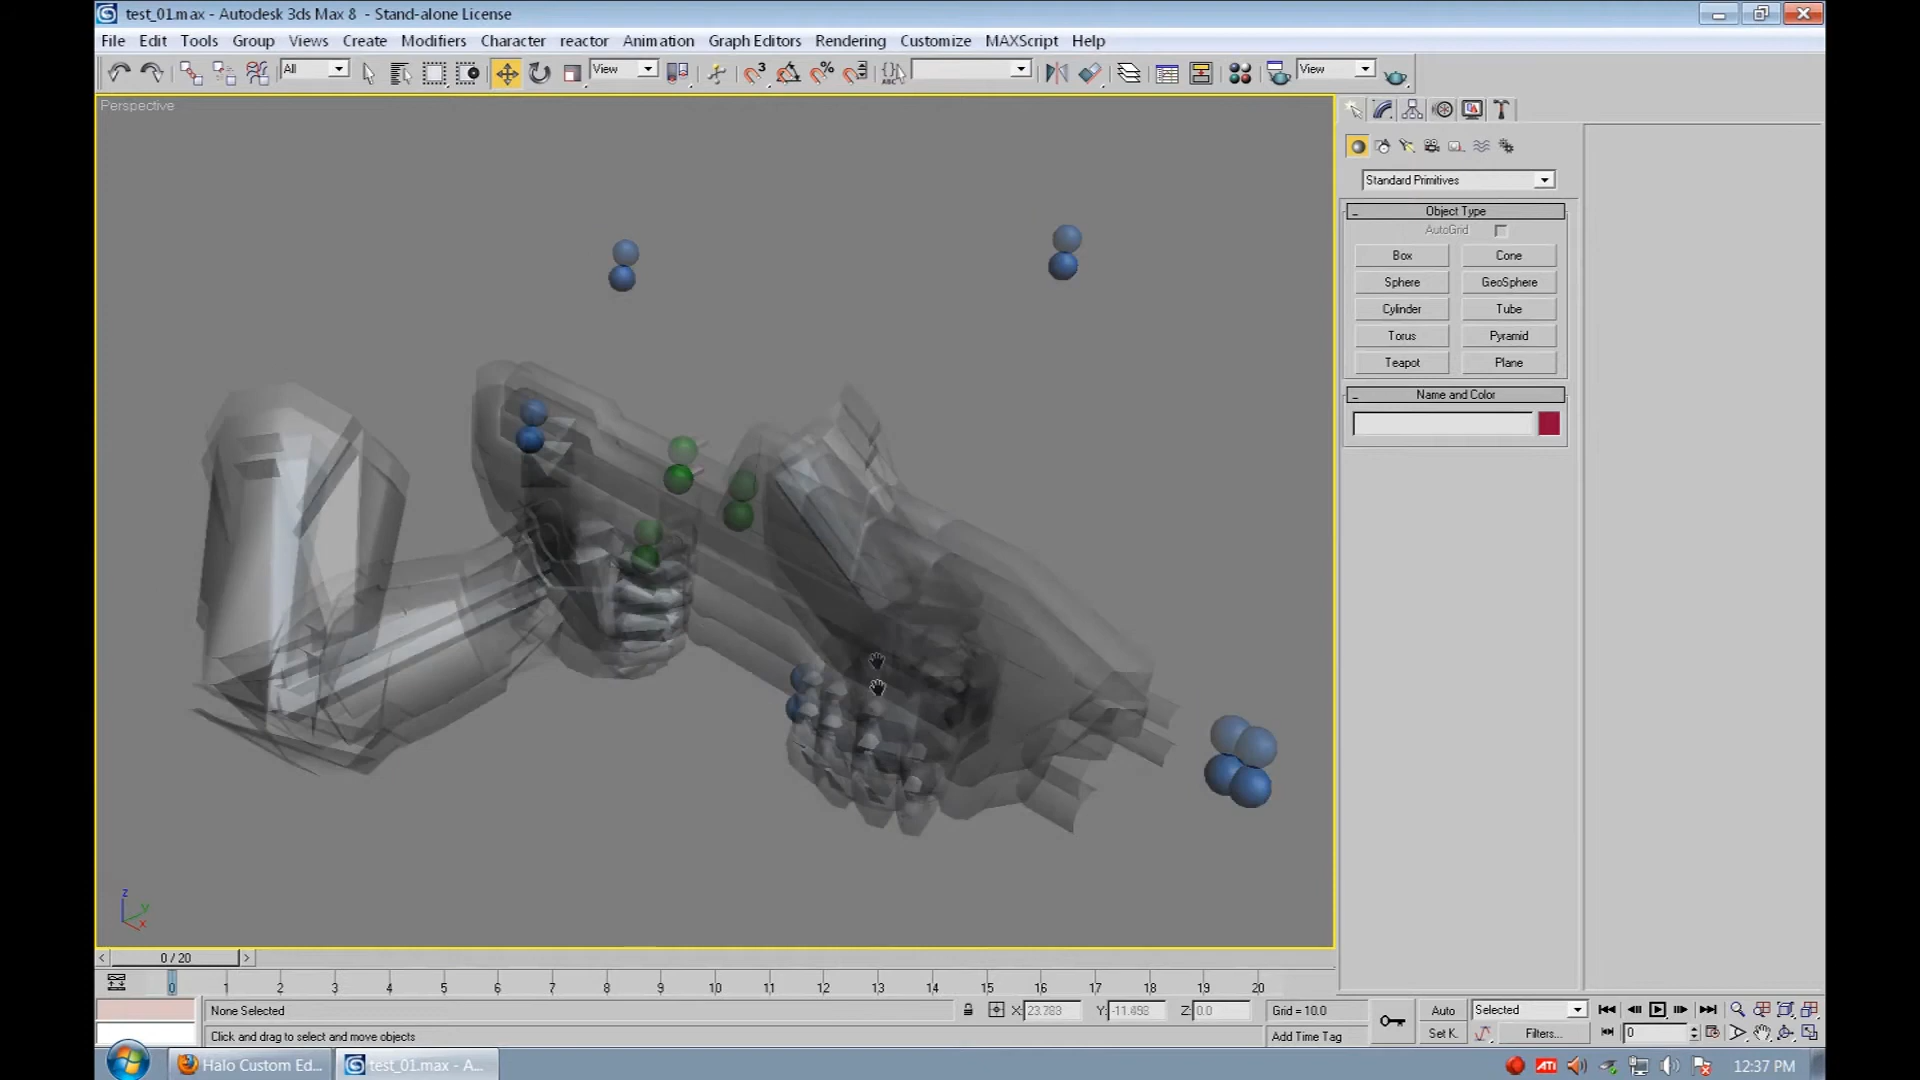 test_01.max - Autodesk 3ds Max 8 - Stand-alone License
File Edit Tools Group Views Create Modifiers Character reactor Animation Graph Editors Rendering Customize MAXScript Help
All View View
Perspective
Standard Primitives
Object Type
AutoGrid
Box Cone
Sphere GeoSphere
Cylinder Tube
Torus Pyramid
Teapot Plane
Name and Color
z
y
x
0 / 20
0 1 2 3 4 5 6 7 8 9 10 11 12 13 14 15 16 17 18 19 20
None Selected X: 23.783 Y: -11.498 Z: 0.0 Grid = 10.0 Auto Selected
Click and drag to select and move objects Add Time Tag Set K. Filters... 0
Halo Custom Ed... test_01.max - A... ATI 12:37 PM